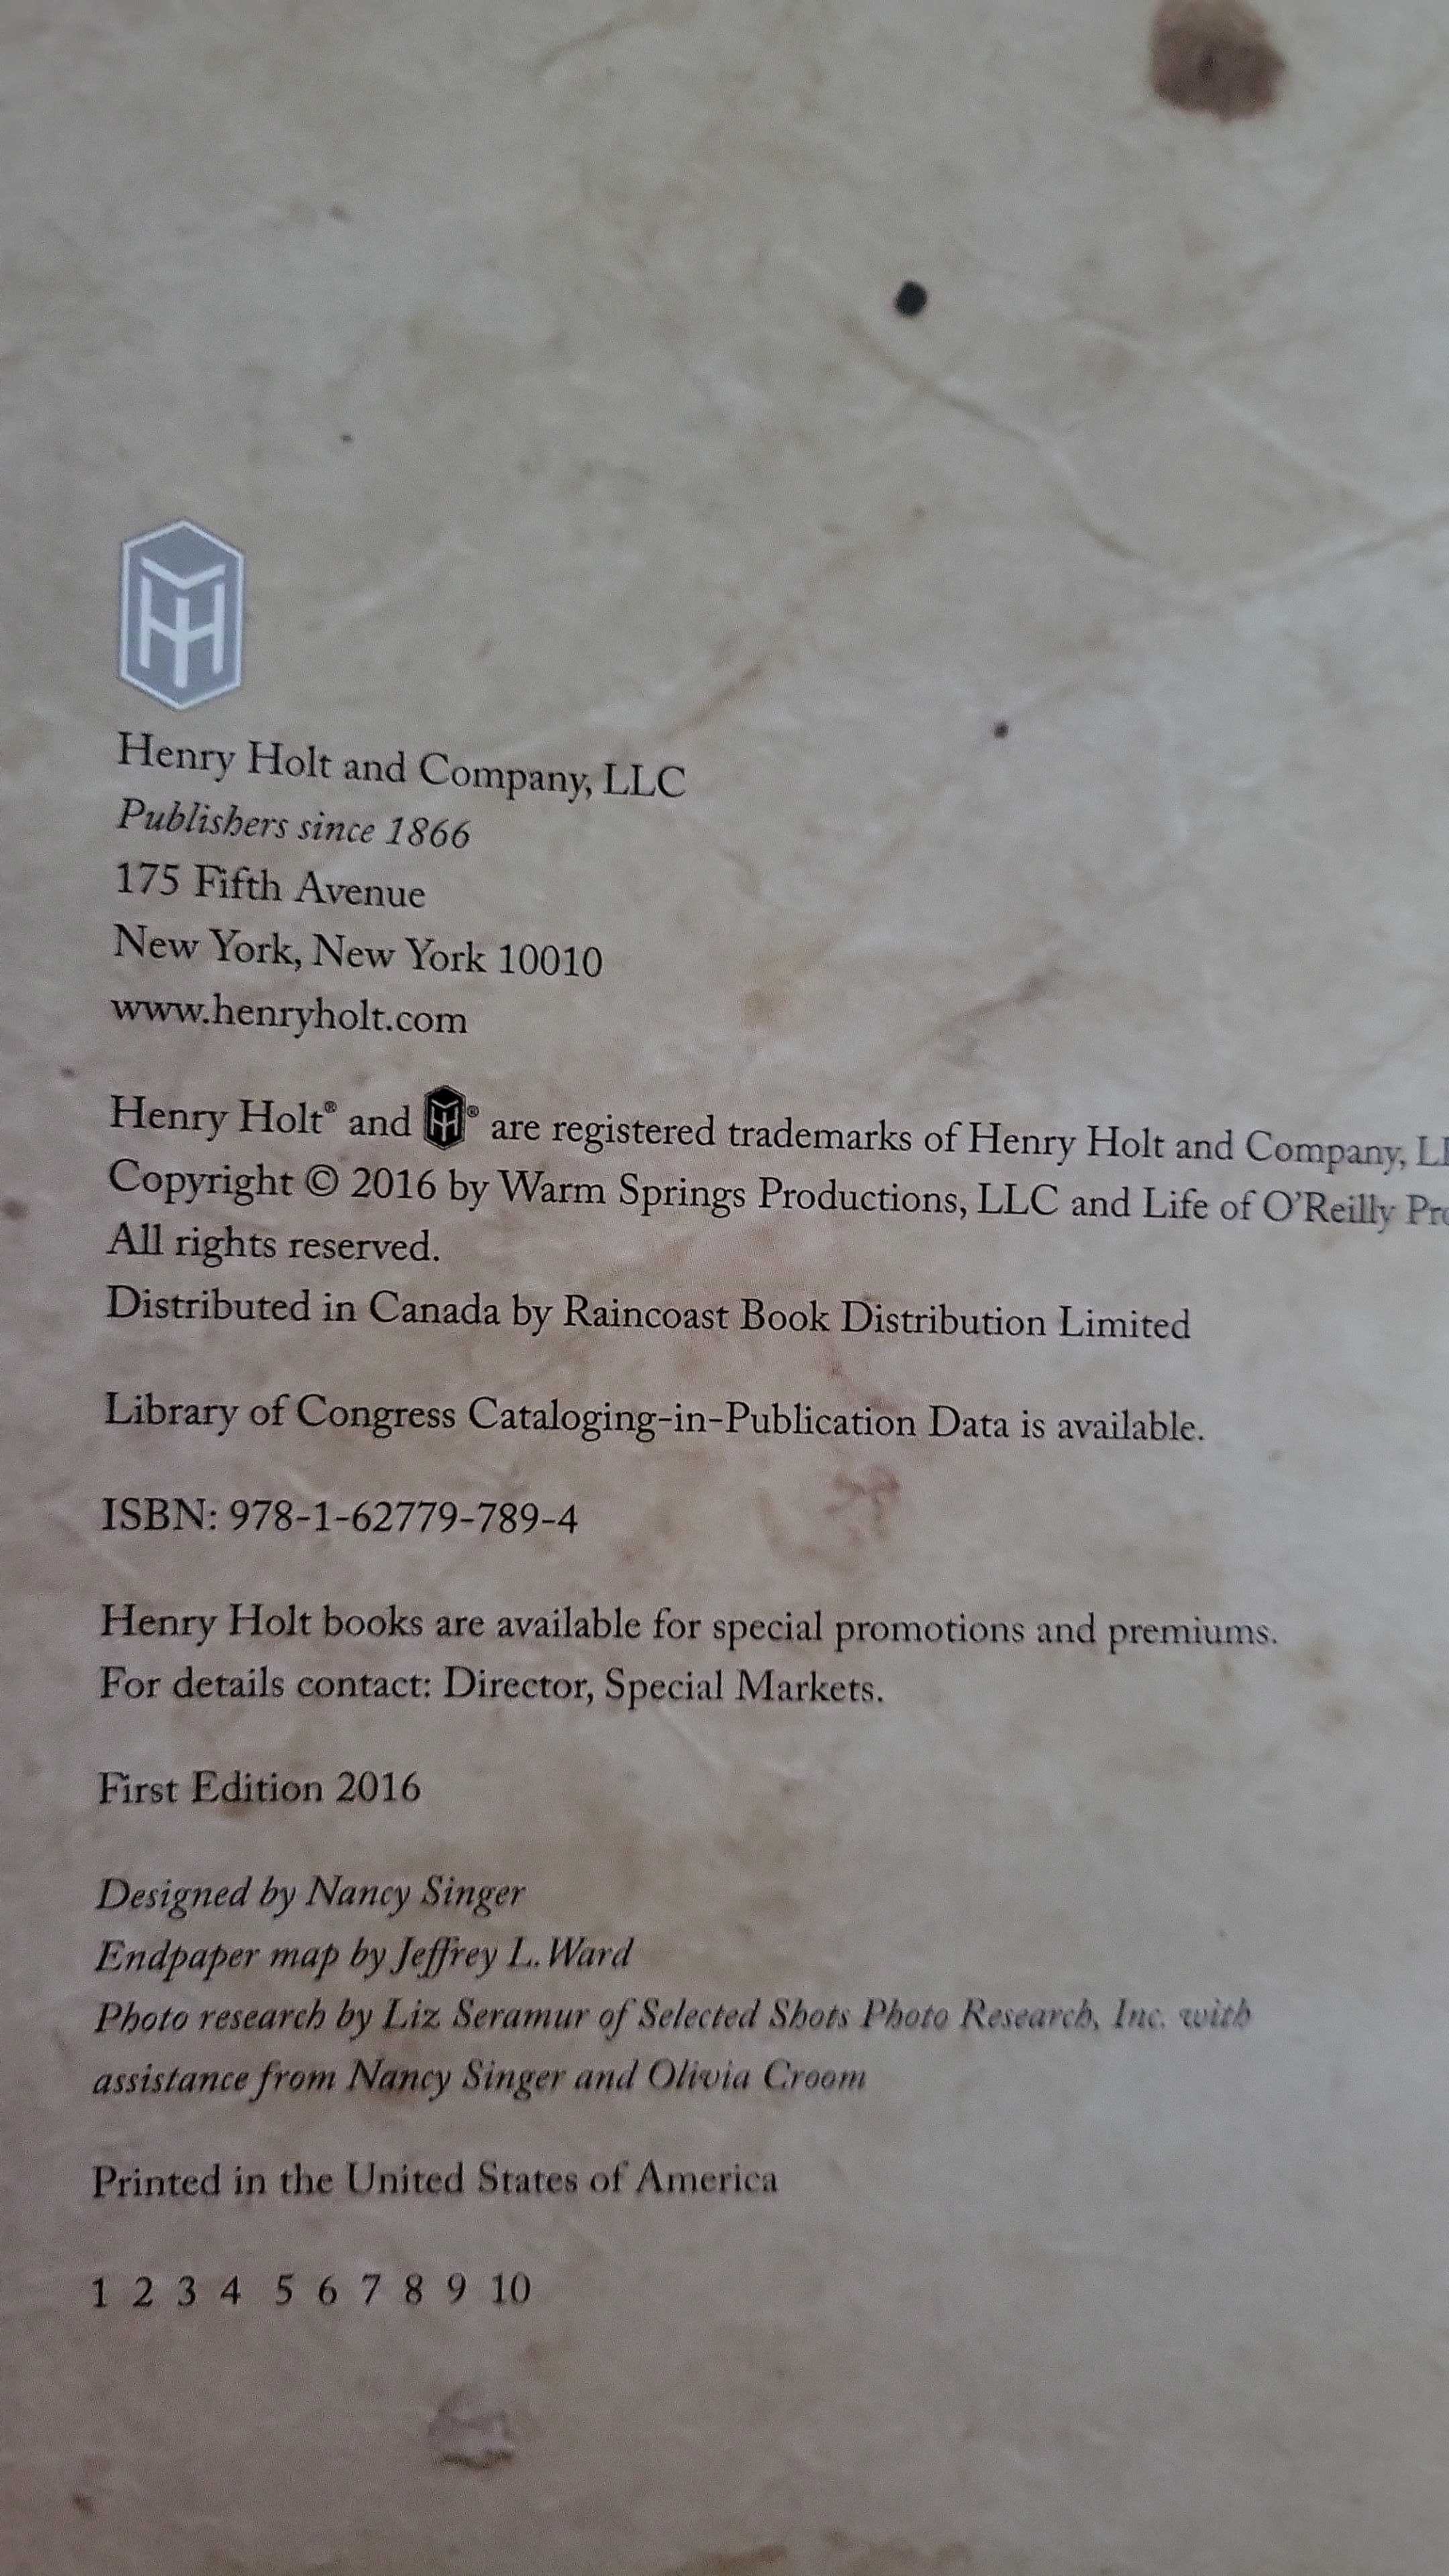 Henry Holt and Company, LLC
Publishers since 1866
175 Fifth Avenue
New York, New York 10010
www.henryholt.com
Henry Holt® and ® are registered trademarks of Henry Holt and Company,
Copyright © 2016 by Warm Springs Productions, LLC and Life of O'Reilly
All rights reserved.
Distributed in Canada by Raincoast Book Distribution Limited
Library of Congress Cataloging-in-Publication Data is available.
ISBN: 978-1-62779-789-4
Henry Holt books are available for special promotions and premiums.
For details contact: Director, Special Markets.
First Edition 2016
Designed by Nancy Singer
Endpaper map by Jeffrey L. Ward
Photo research by Liz Seramur of Selected Shots Photo Research, Inc. with
assistance from Nancy Singer and Olivia Croom
Printed in the United States of America
1 2 3 4 5 6 7 8 9 10